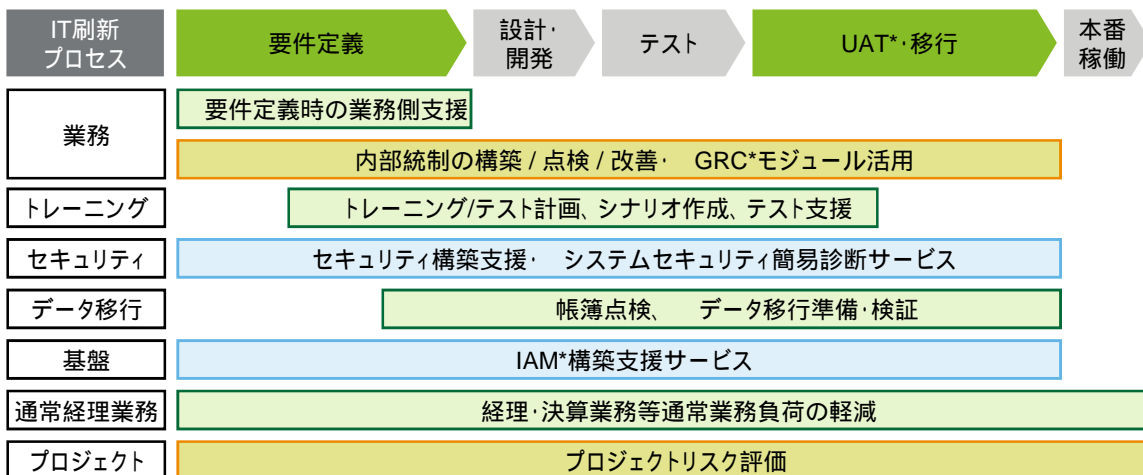 IT刷新
プロセス
要件定義
設計・
開発
テスト
UAT*・移行
本番
稼働
業務
要件定義時の業務側支援
内部統制の構築 / 点検 / 改善・ GRC*モジュール活用
トレーニング
トレーニング/テスト計画、シナリオ作成、テスト支援
セキュリティ
セキュリティ構築支援・ システムセキュリティ簡易診断サービス
データ移行
帳簿点検、 データ移行準備・検証
基盤
IAM*構築支援サービス
通常経理業務
経理・決算業務等通常業務負荷の軽減
プロジェクト
プロジェクトリスク評価